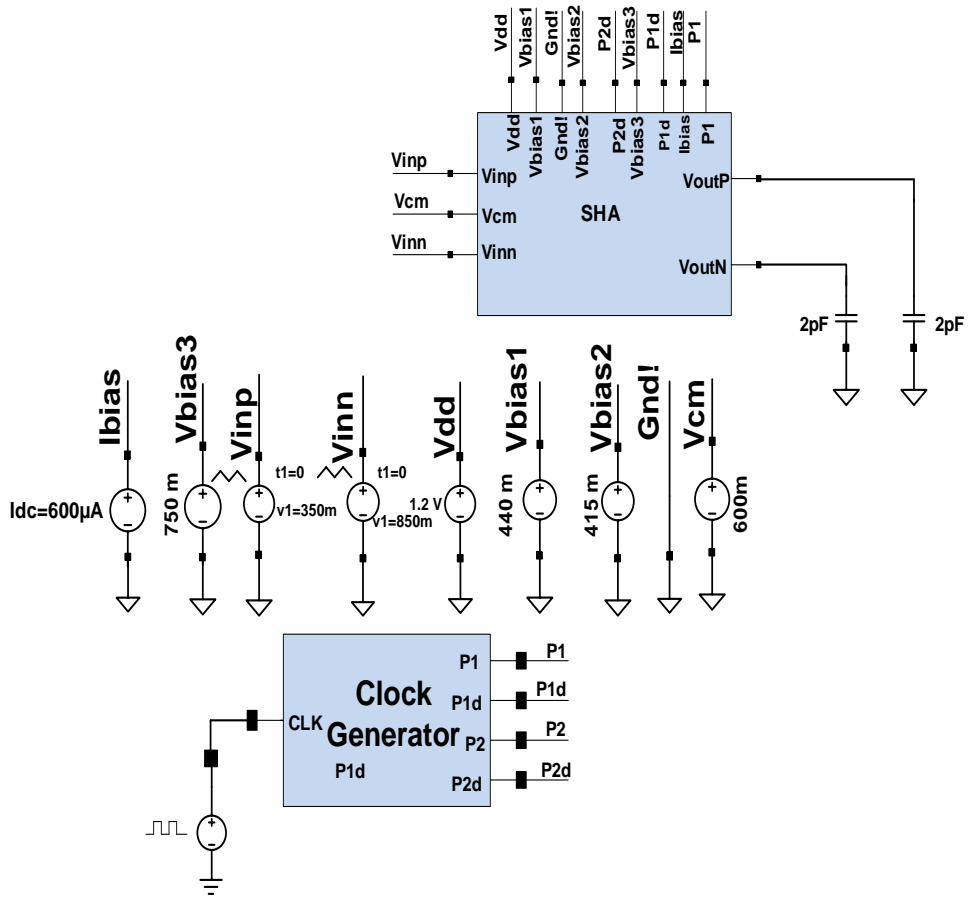 Vdd
Vbias1
Gnd!
Vbias2
P2d
Vbias3
P1d
Ibias
P1
Vdd
Vbias1
Gnd!
Vbias2
P2d
Vbias3
P1d
Ibias
P1
Vinp
Vinp
VoutP
Vcm
Vcm
SHA
Vinn
Vinn
VoutN
2pF
2pF
Ibias
Vbias3
Vinp
Vinn
Vdd
Vbias1
Vbias2
Gnd!
Vcm
Idc=600µA
+
−
750 m
+
−
t1=0
+
−
v1=350m
t1=0
+
−
v1=850m
1.2 V
+
−
440 m
+
−
415 m
+
−
+
−
600m
Clock
Generator
CLK
P1d
P1
P1
P1d
P1d
P2
P2
P2d
P2d
+
−